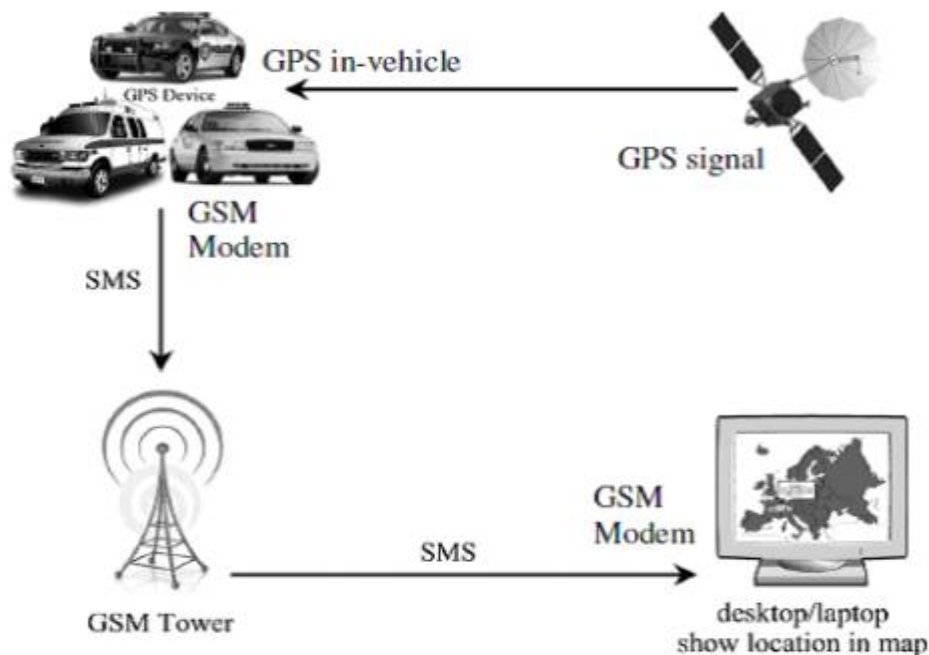 GPS in-vehicle
GPS Device
GPS signal
GSM
Modem
SMS
GSM
Modem
SMS
GSM Tower
desktop/laptop
show location in map